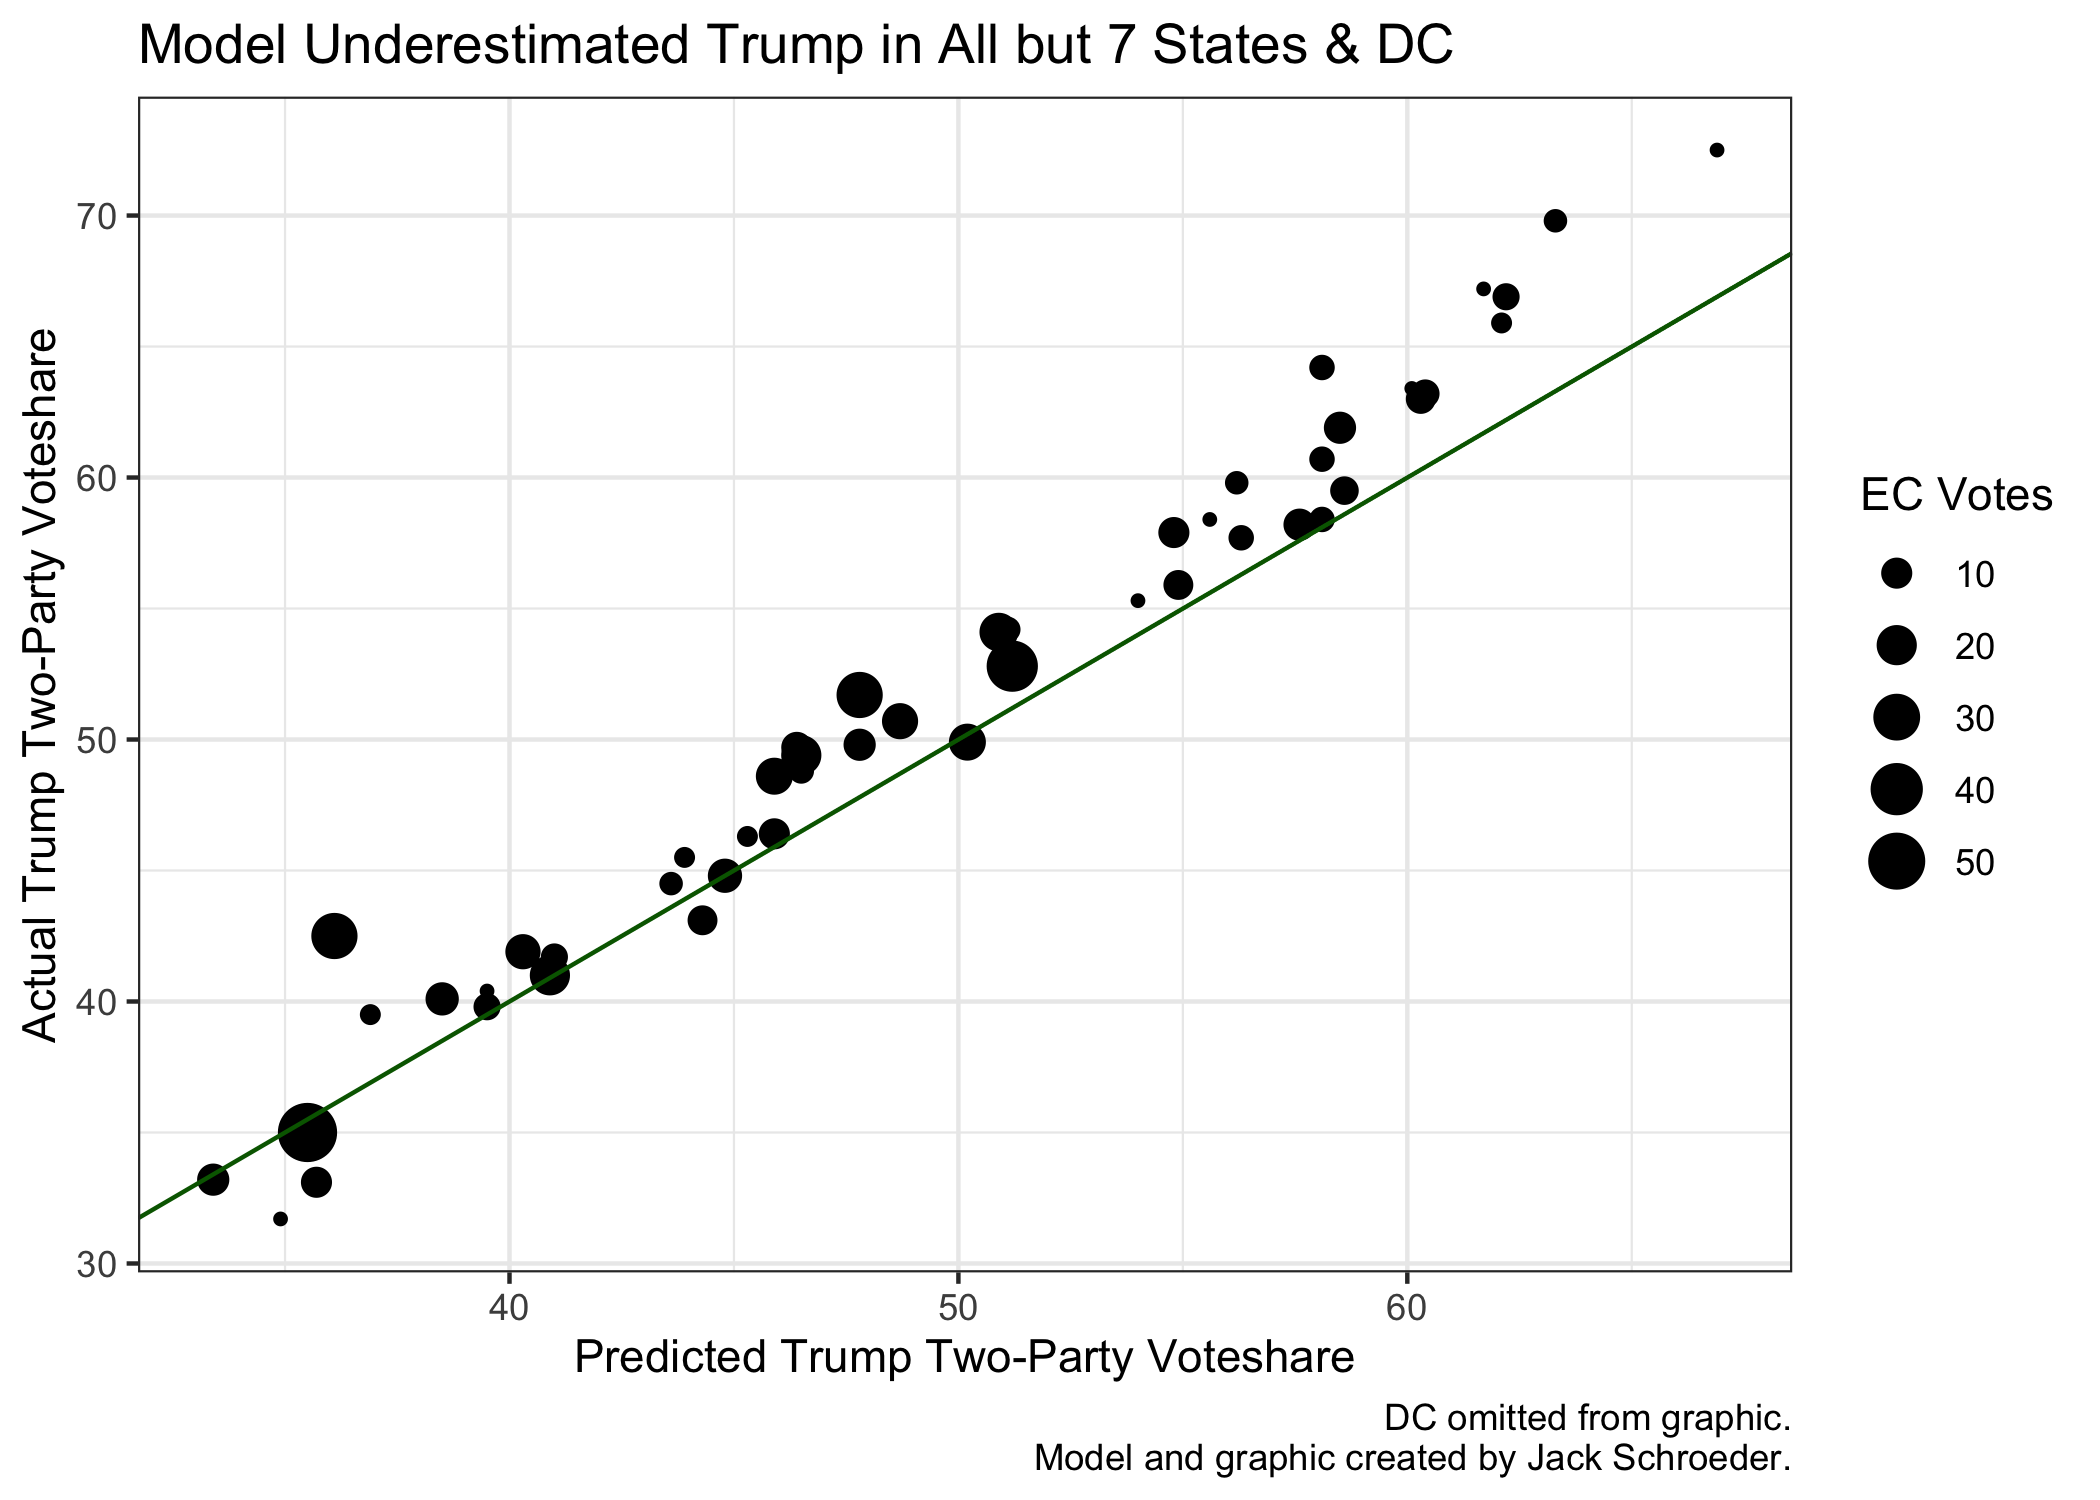 Model Underestimated Trump in All but 7 States & DC
Actual Trump Two-Party Voteshare
70
60
50
40
30
40
50
60
Predicted Trump Two-Party Voteshare
EC Votes
10
20
30
40
50
DC omitted from graphic.
Model and graphic created by Jack Schroeder.